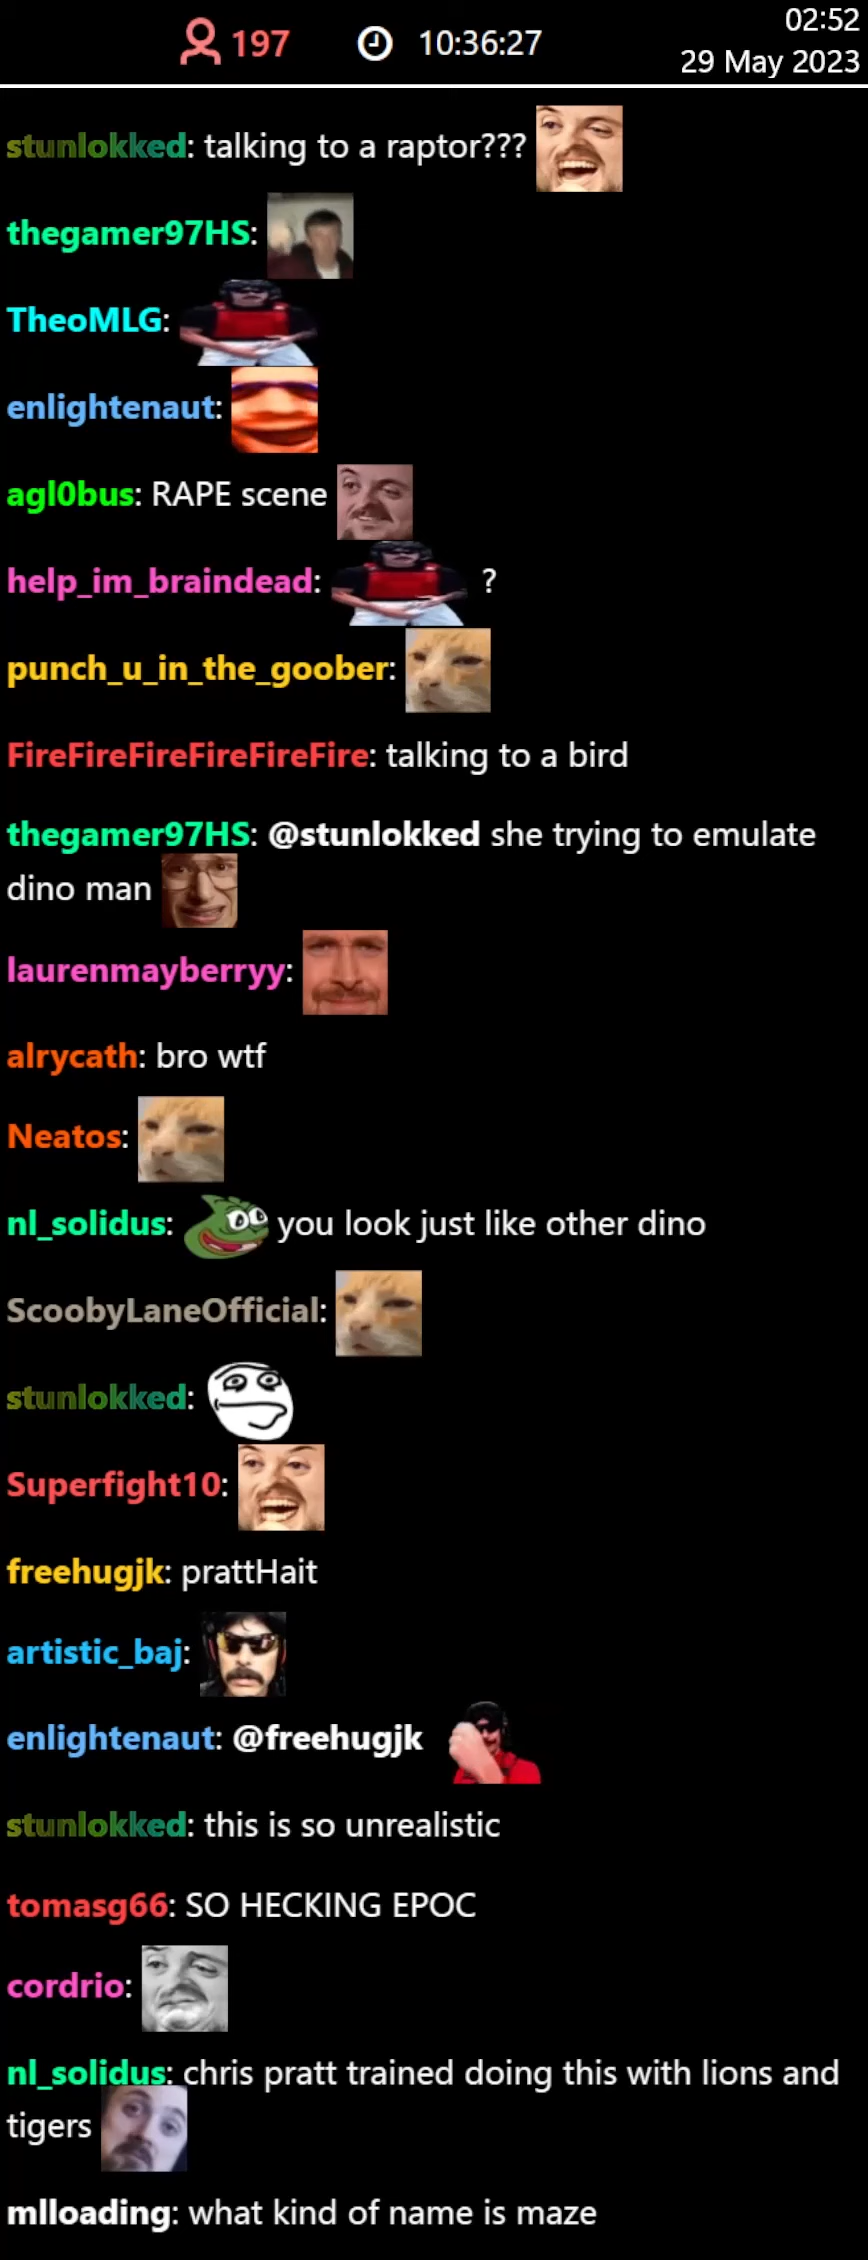 197 10:36:27 02:52
29 May 2023
stunlokked: talking to a raptor???
thegamer97HS:
TheoMLG:
enlightenaut:
agl0bus: RAPE scene
help_im_braindead: ?
punch_u_in_the_goober:
FireFireFireFireFireFire: talking to a bird
thegamer97HS: @stunlokked she trying to emulate
dino man
laurenmayberryy:
alrycath: bro wtf
Neatos:
nl_solidus: you look just like other dino
ScoobyLaneOfficial:
stunlokked:
Superfight10:
freehugjk: prattHait
artistic_baj:
enlightenaut: @freehugjk
stunlokked: this is so unrealistic
tomasg66: SO HECKING EPOC
cordrio:
nl_solidus: chris pratt trained doing this with lions and
tigers
mlloading: what kind of name is maze